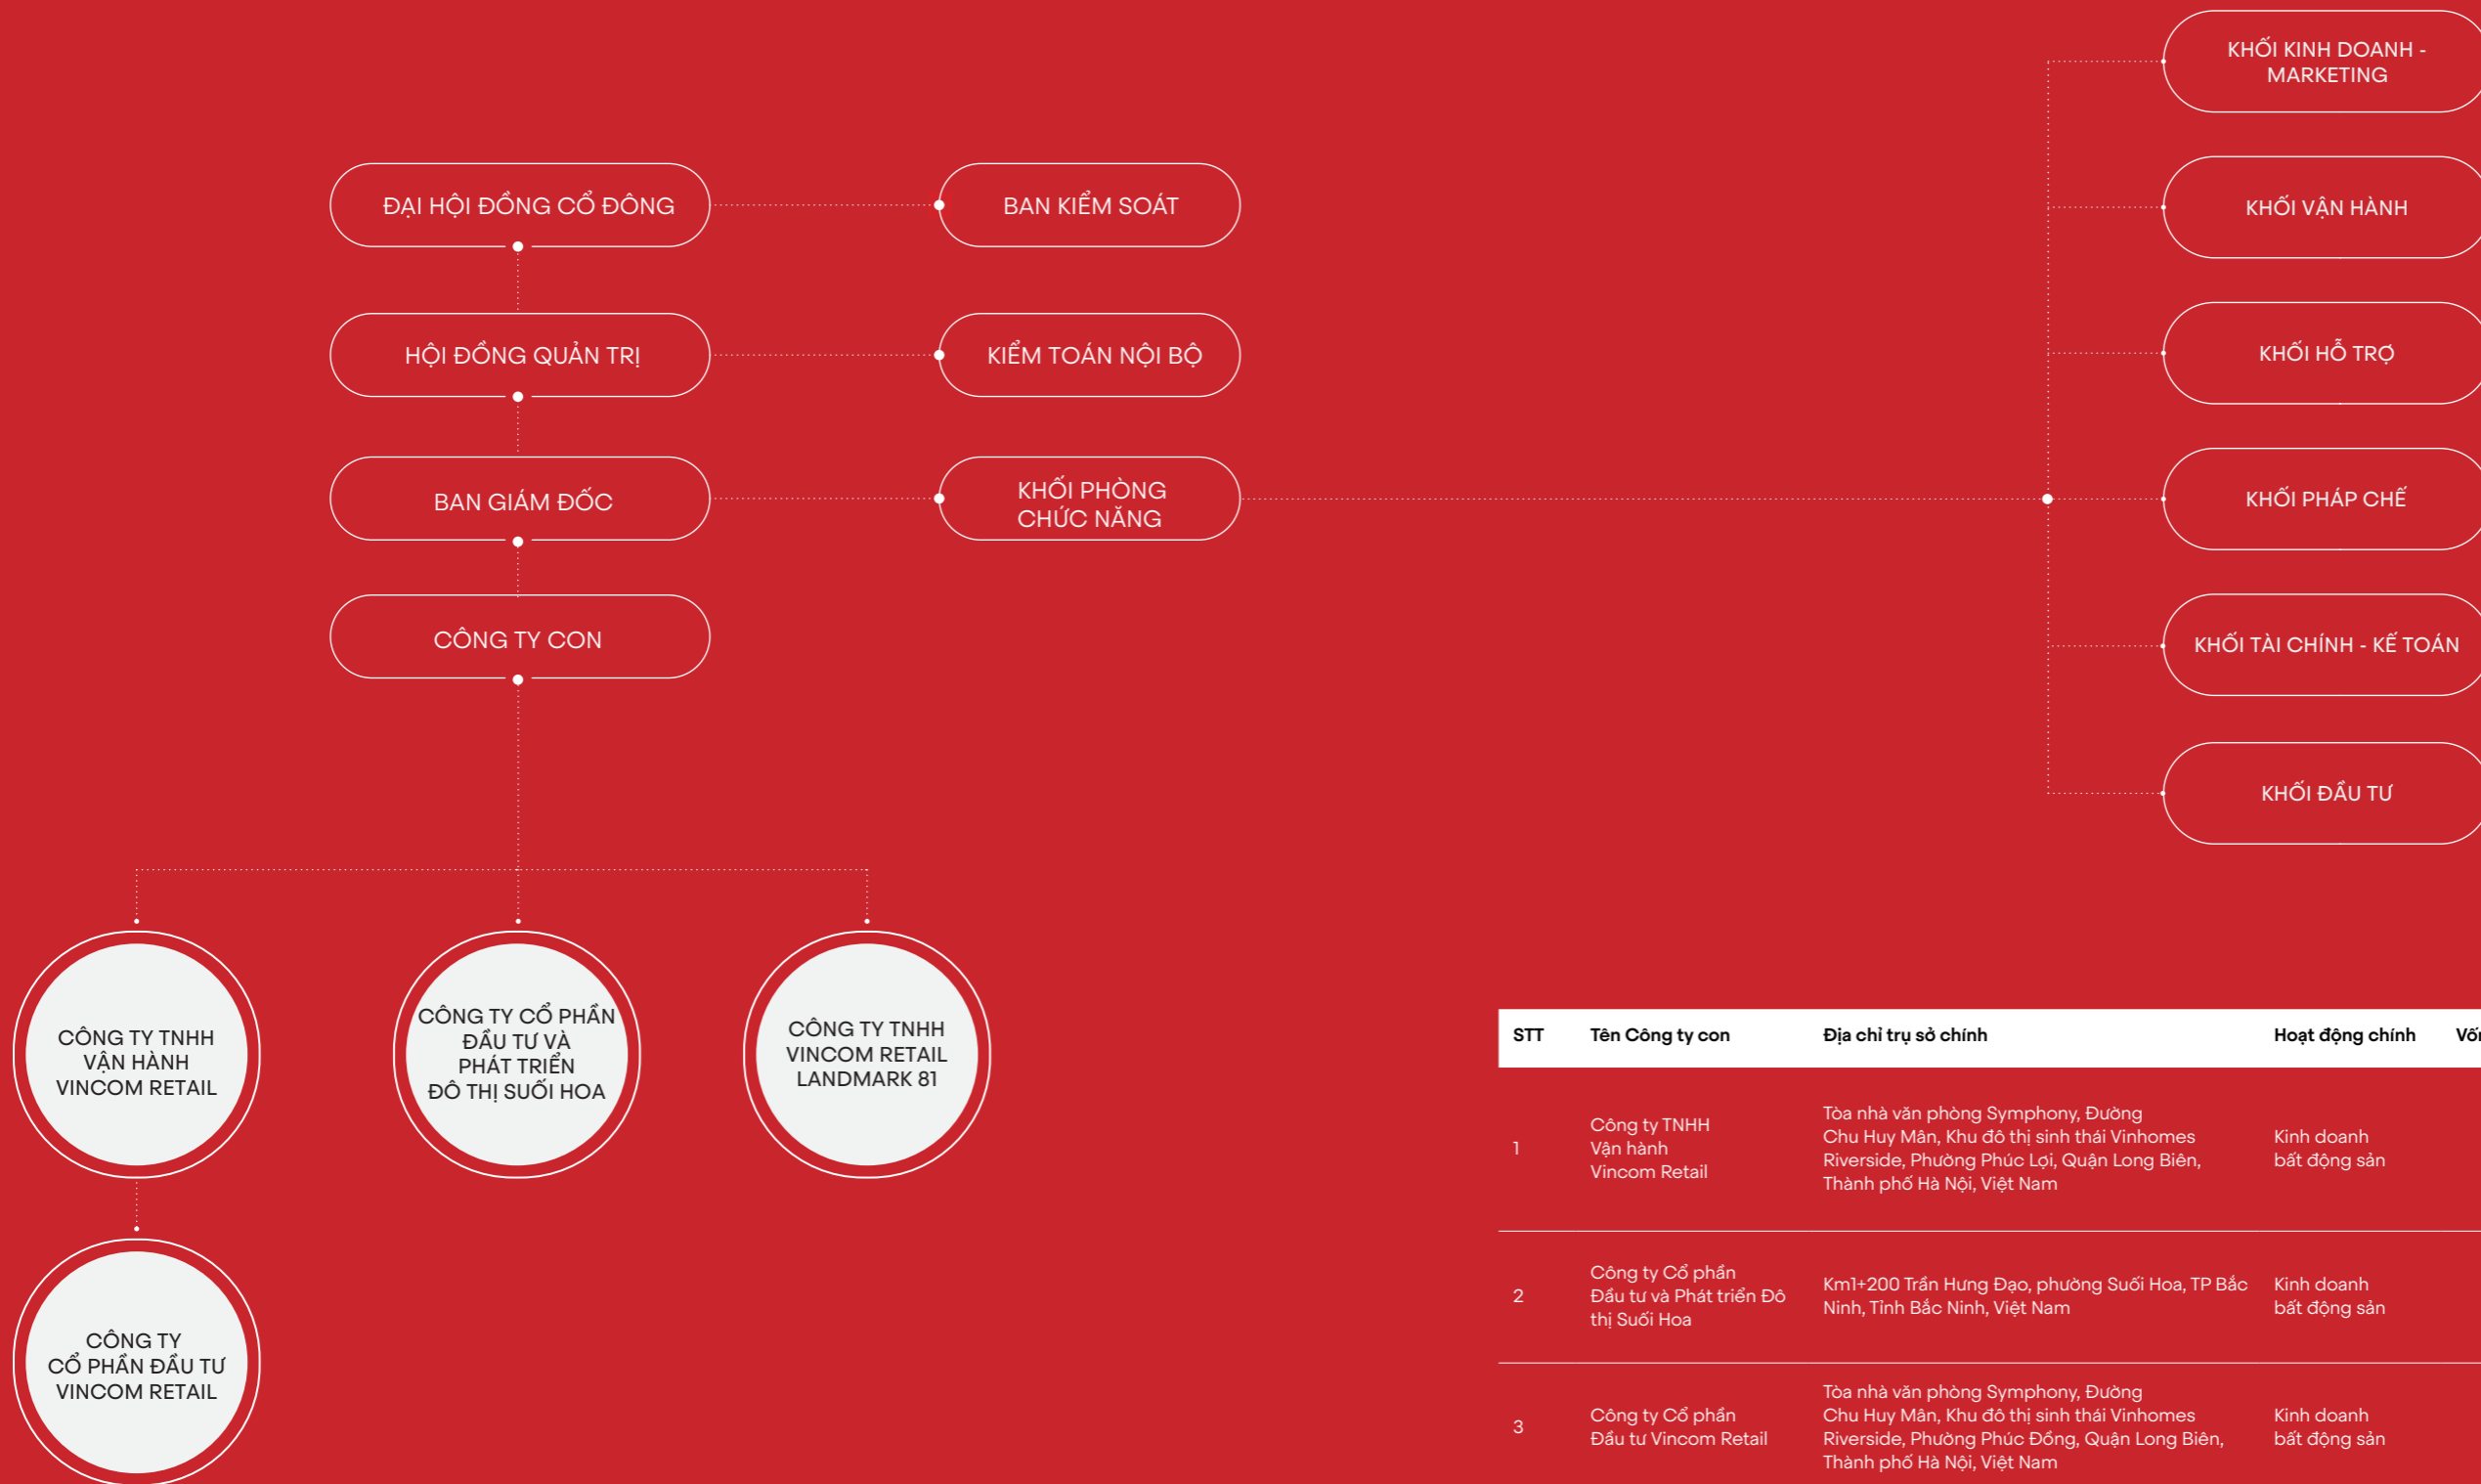 ĐẠI HỘI ĐỒNG CỔ ĐÔNG
BAN KIỂM SOÁT
HỘI ĐỒNG QUẢN TRỊ
KIỂM TOÁN NỘI BỘ
BAN GIÁM ĐỐC
KHỐI PHÒNG
CHỨC NĂNG
CÔNG TY CON
KHỐI KINH DOANH -
MARKETING
KHỐI VẬN HÀNH
KHỐI HỖ TRỢ
KHỐI PHÁP CHẾ
KHỐI TÀI CHÍNH - KẾ TOÁN
KHỐI ĐẦU TƯ
CÔNG TY TNHH
VẬN HÀNH
VINCOM RETAIL
CÔNG TY CỔ PHẦN
ĐẦU TƯ VÀ
PHÁT TRIỂN
ĐÔ THỊ SUỐI HOA
CÔNG TY TNHH
VINCOM RETAIL
LANDMARK 81
CÔNG TY
CỔ PHẦN ĐẦU TƯ
VINCOM RETAIL
STT Tên Công ty con Địa chỉ trụ sở chính Hoạt động chính
1
Công ty TNHH
Vận hành
Vincom Retail
Tòa nhà văn phòng Symphony, Đường
Chu Huy Mân, Khu đô thị sinh thái Vinhomes
Riverside, Phường Phúc Lợi, Quận Long Biên,
Thành phố Hà Nội, Việt Nam
Kinh doanh
bất động sản
2
Công ty Cổ phần
Đầu tư và Phát triển Đô
thị Suối Hoa
Km1+200 Trần Hưng Đạo, phường Suối Hoa, TP Bắc
Ninh, Tỉnh Bắc Ninh, Việt Nam
Kinh doanh
bất động sản
3
Công ty Cổ phần
Đầu tư Vincom Retail
Tòa nhà văn phòng Symphony, Đường
Chu Huy Mân, Khu đô thị sinh thái Vinhomes
Riverside, Phường Phúc Đồng, Quận Long Biên,
Thành phố Hà Nội, Việt Nam
Kinh doanh
bất động sản